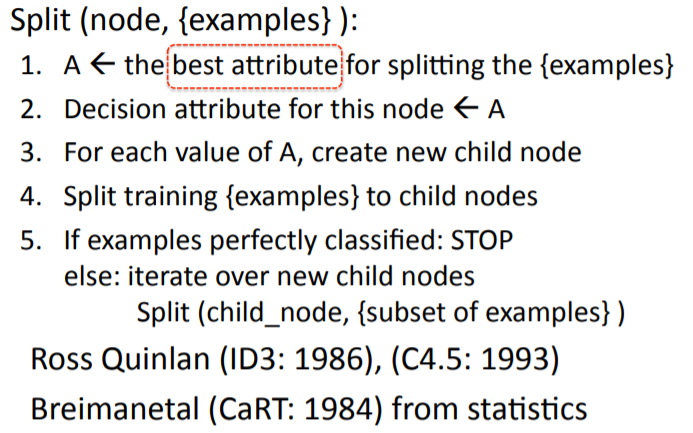 Split (node, {examples} ):
1. A ← the best attribute for splitting the {examples}
2. Decision attribute for this node ← A
3. For each value of A, create new child node
4. Split training {examples} to child nodes
5. If examples perfectly classified: STOP
else: iterate over new child nodes
Split (child_node, {subset of examples} )
Ross Quinlan (ID3: 1986), (C4.5: 1993)
Breimanetal (CaRT: 1984) from statistics